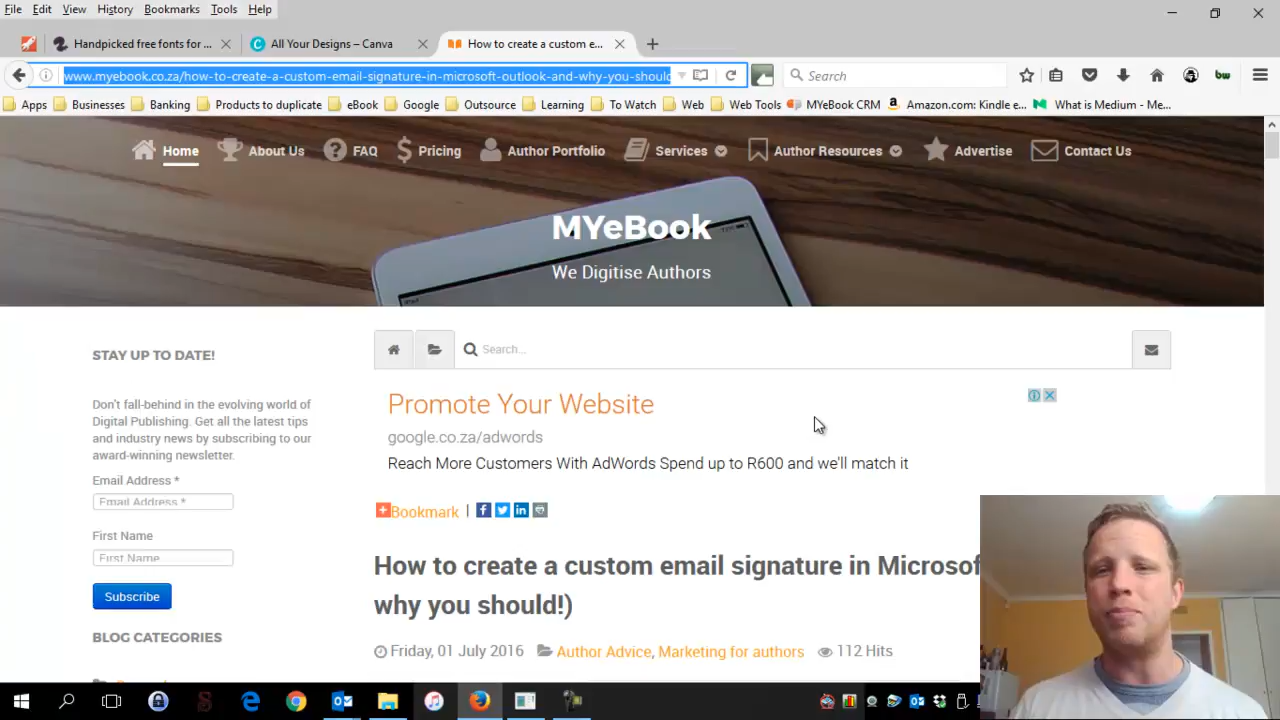 File Edit View History Bookmarks Tools Help
Handpicked free fonts for ... All Your Designs – Canva How to create a custom e...
www.myebook.co.za/how-to-create-a-custom-email-signature-in-microsoft-outlook-and-why-you-should Search
Apps Businesses Banking Products to duplicate eBook Google Outsource Learning To Watch Web Web Tools MYeBook CRM Amazon.com: Kindle e... What is Medium - Me...
Home About Us FAQ Pricing Author Portfolio Services Author Resources Advertise Contact Us
MYeBook
We Digitise Authors
STAY UP TO DATE!
Don't fall-behind in the evolving world of
Digital Publishing. Get all the latest tips
and industry news by subscribing to our
award-winning newsletter.
Email Address *
Email Address *
First Name
First Name
Subscribe
BLOG CATEGORIES
Search...
Promote Your Website
google.co.za/adwords
Reach More Customers With AdWords Spend up to R600 and we'll match it
Bookmark |
How to create a custom email signature in Microsof
why you should!)
Friday, 01 July 2016 Author Advice, Marketing for authors 112 Hits